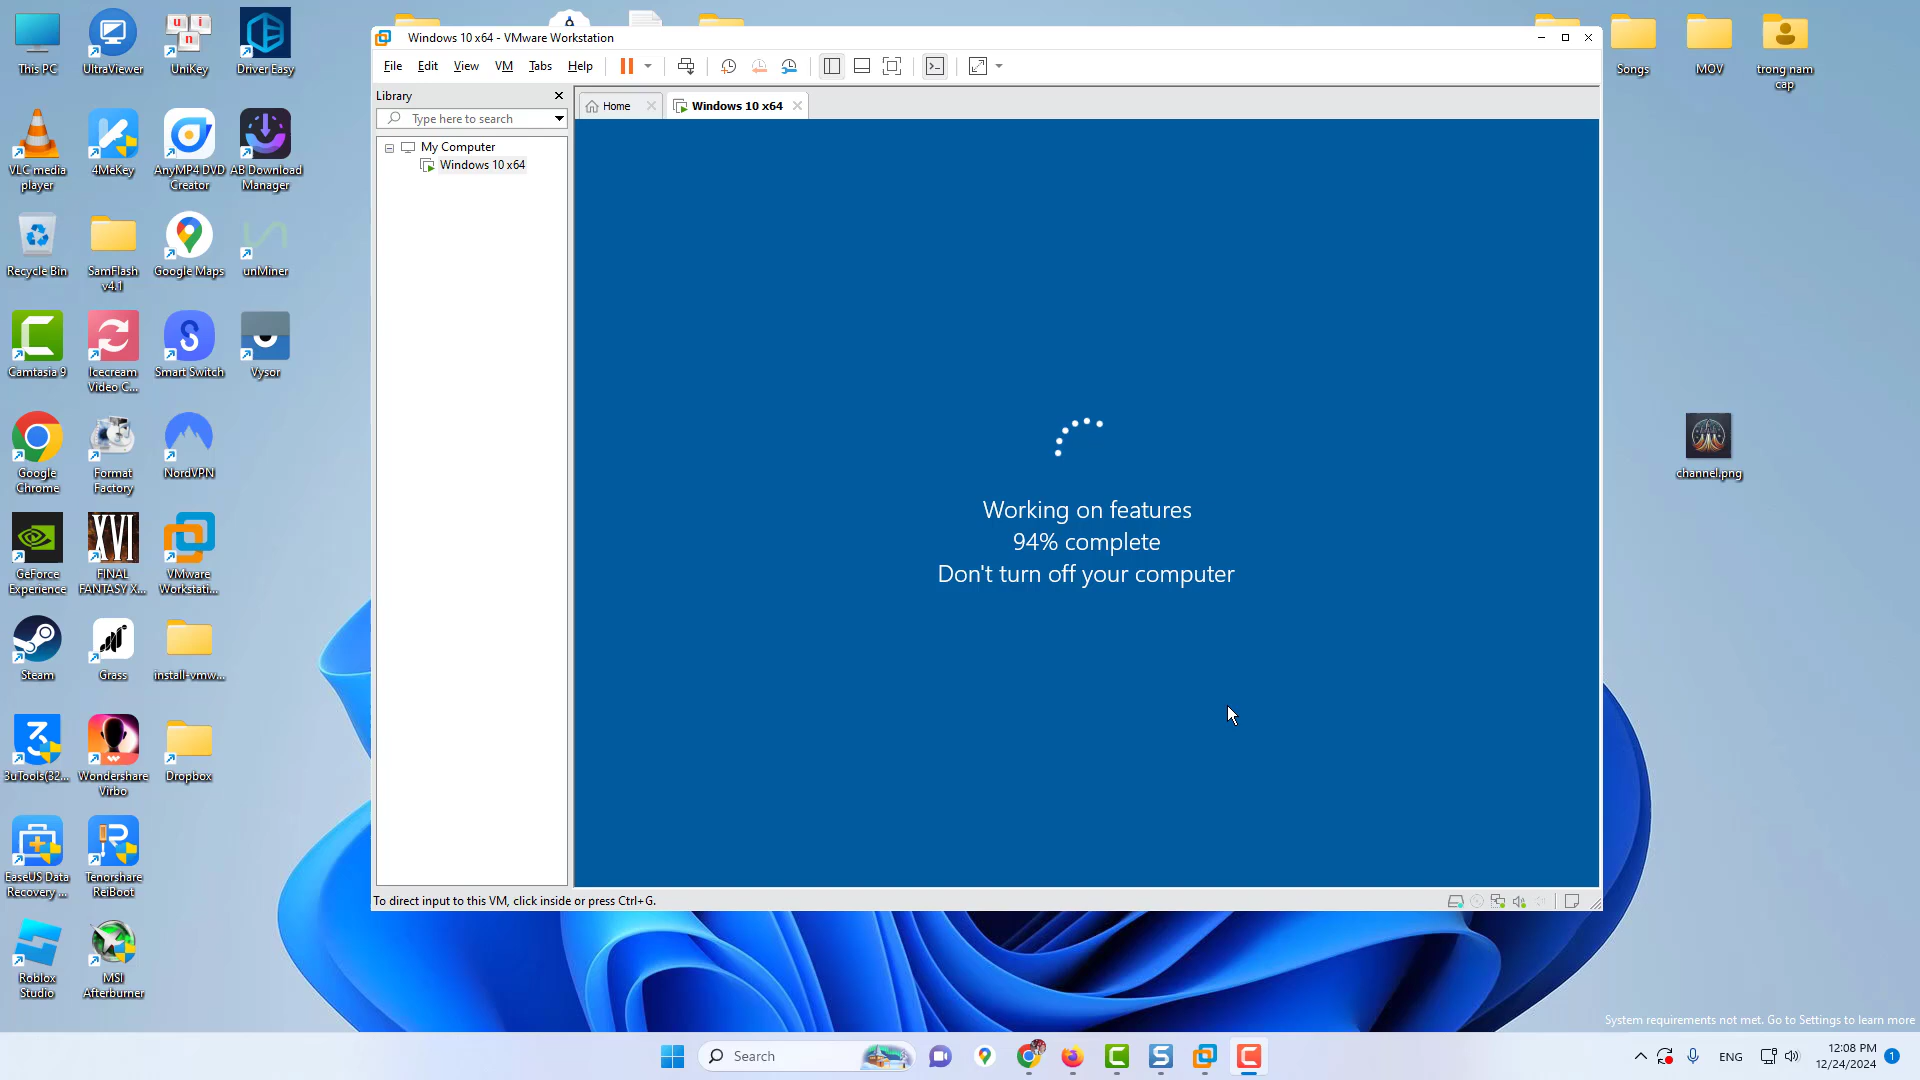 This PC
UltraViewer
UniKey
Driver Easy
VLC media
player
4MeKey
AnyMP4 DVD
Creator
AB Download
Manager
Recycle Bin
SamFlash
v4.1
Google Maps
unMiner
Camtasia 9
Icecream
Video C...
Smart Switch
Vysor
Google
Chrome
Format
Factory
NordVPN
GeForce
Experience
XVI
FINAL
FANTASY X...
VMware
Workstati...
Steam
Grass
install-vmw...
3uTools(32...
Wondershare
Virbo
Dropbox
EaseUS Data
Recovery ...
Tenorshare
ReiBoot
Roblox
Studio
MSI
Afterburner
Windows 10 x64 - VMware Workstation
File Edit View VM Tabs Help
Library
Type here to search
My Computer
Windows 10 x64
Home
Windows 10 x64
Working on features
94% complete
Don't turn off your computer
To direct input to this VM, click inside or press Ctrl+G.
Songs
MOV
trong nam
cap
channel.png
System requirements not met. Go to Settings to learn more
Search
ENG
12:08 PM
12/24/2024
1